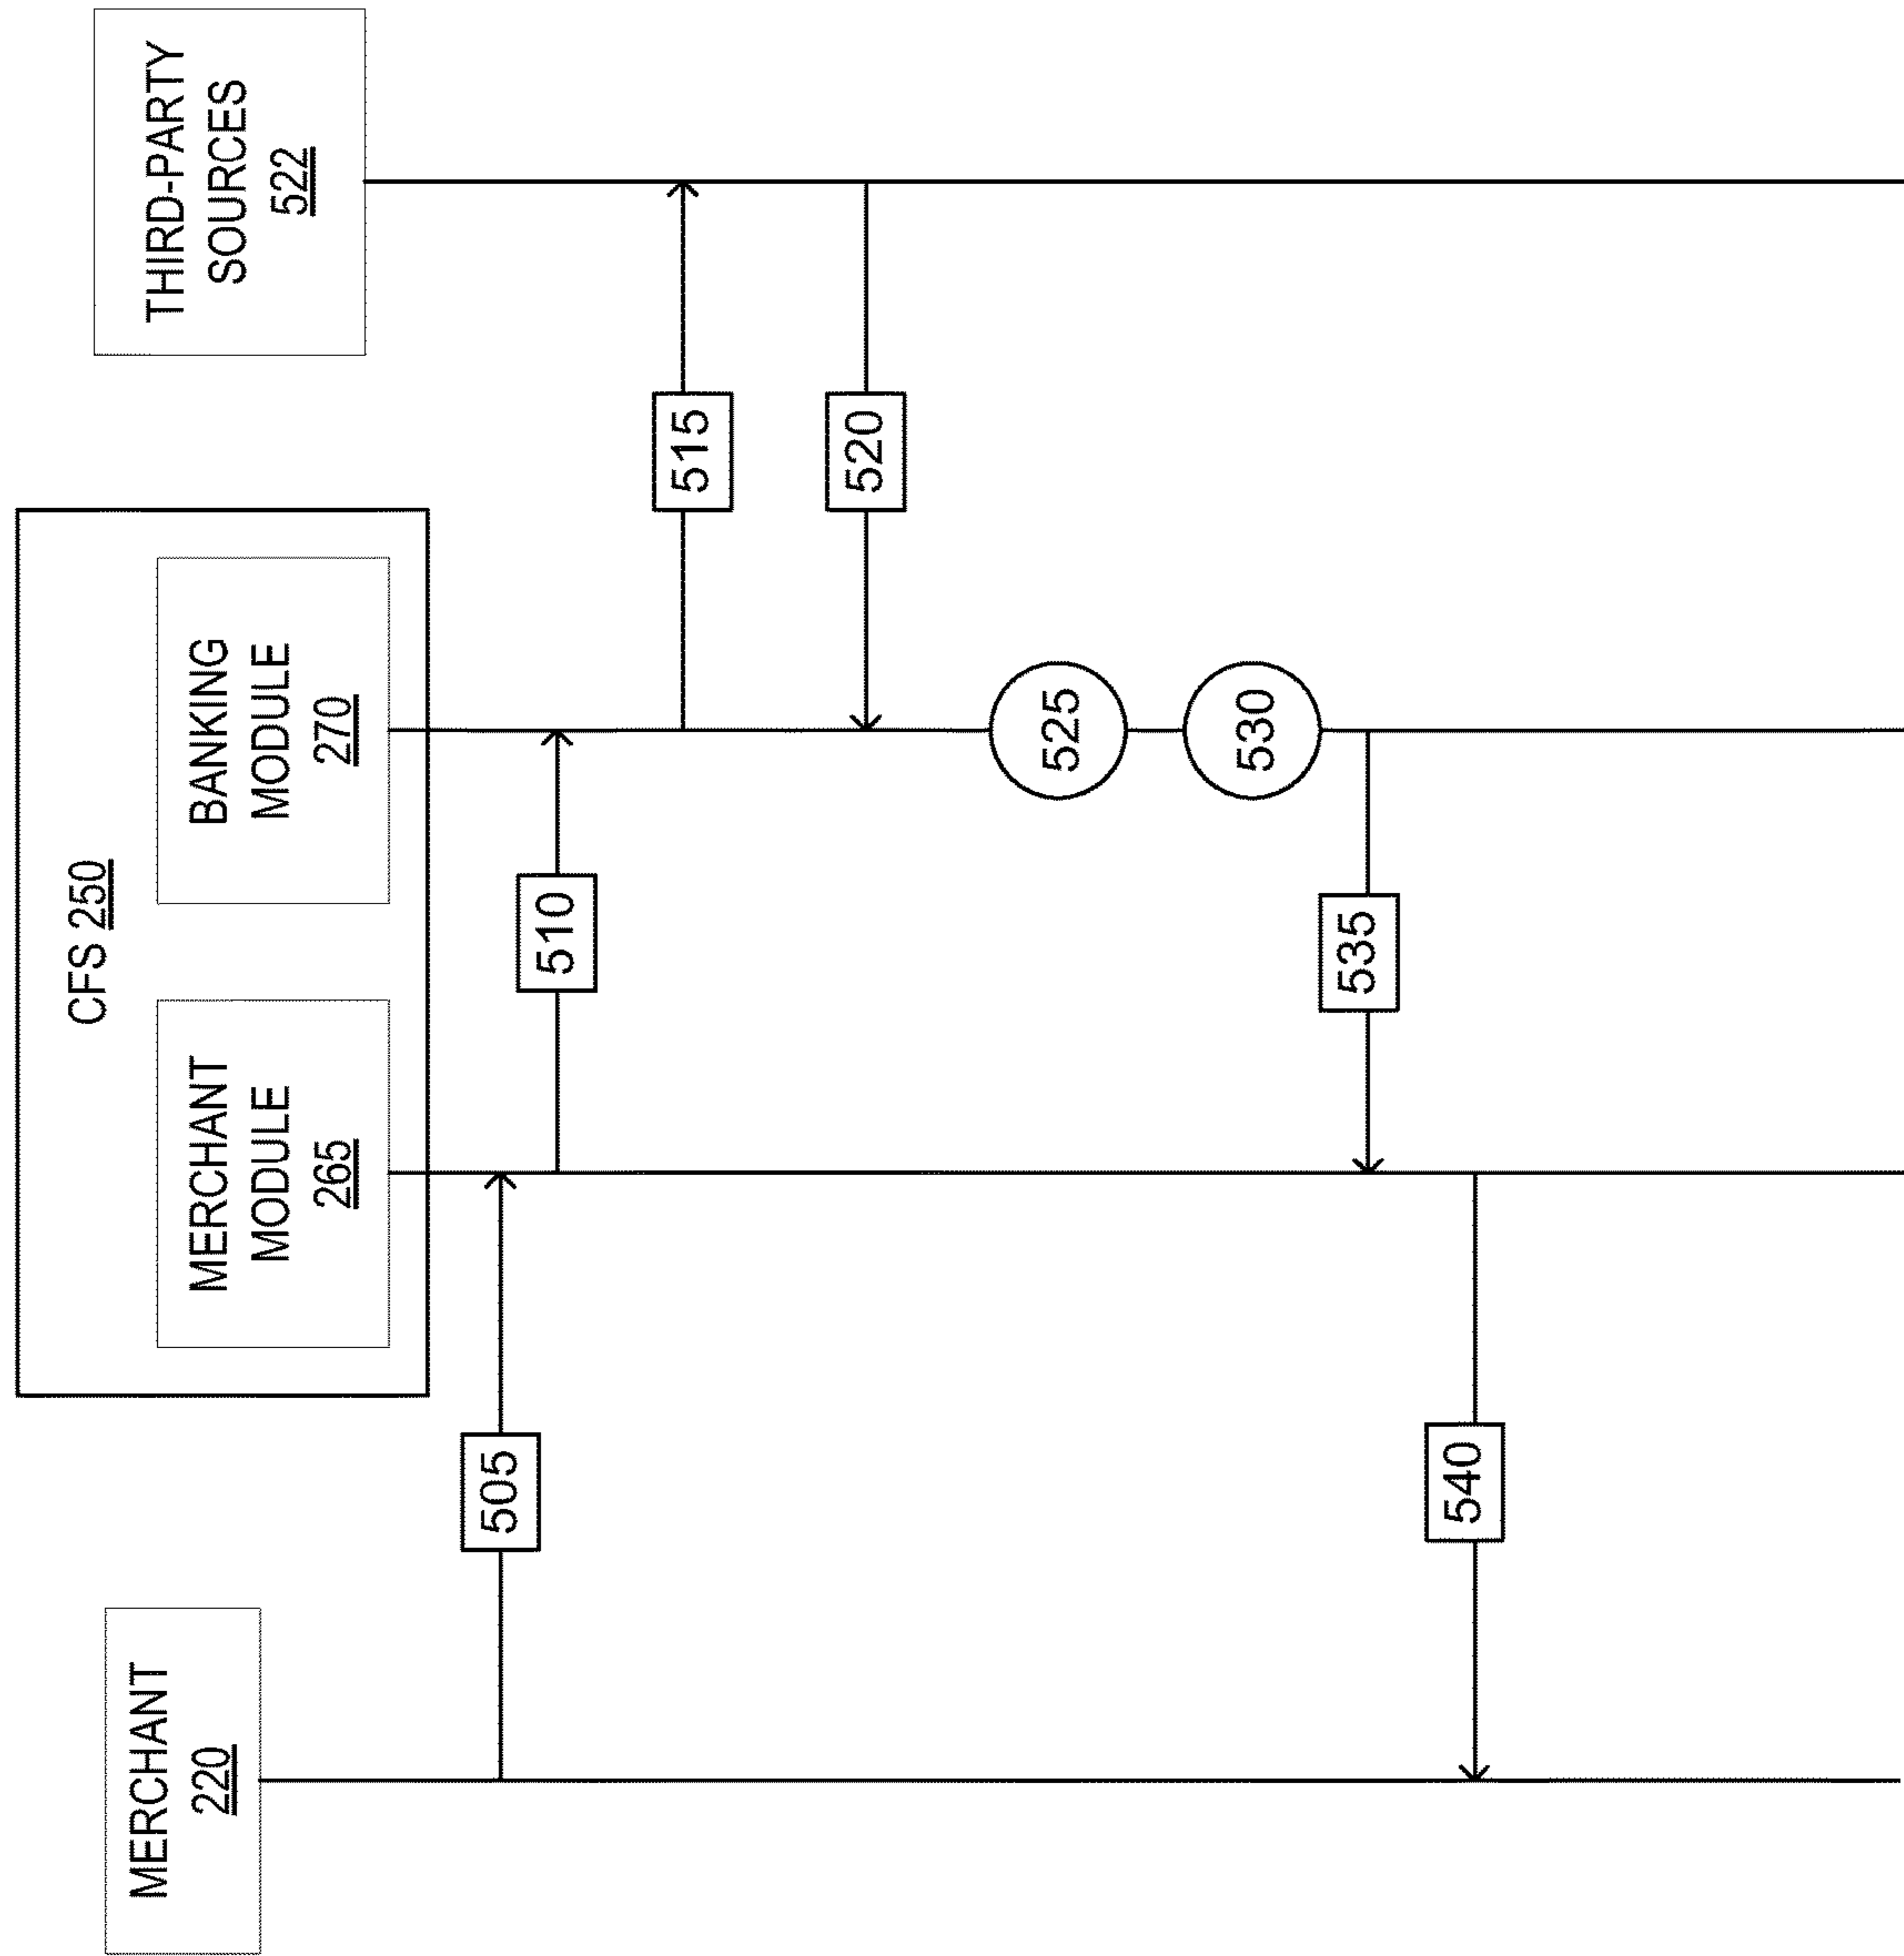 MERCHANT
220
CFS 250
MERCHANT
MODULE
265
BANKING
MODULE
270
THIRD-PARTY
SOURCES
522
505
510
515
520
525
530
535
540